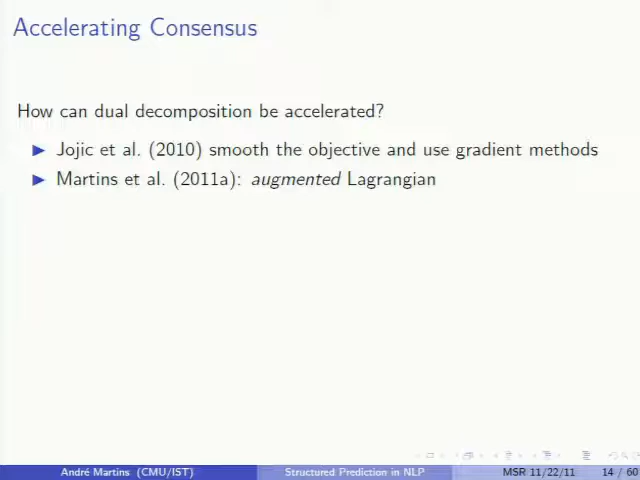 Accelerating Consensus
How can dual decomposition be accelerated?
Jojic et al. (2010) smooth the objective and use gradient methods
Martins et al. (2011a): augmented Lagrangian
André Martins (CMU/IST) Structured Prediction in NLP MSR 11/22/11 14 / 60